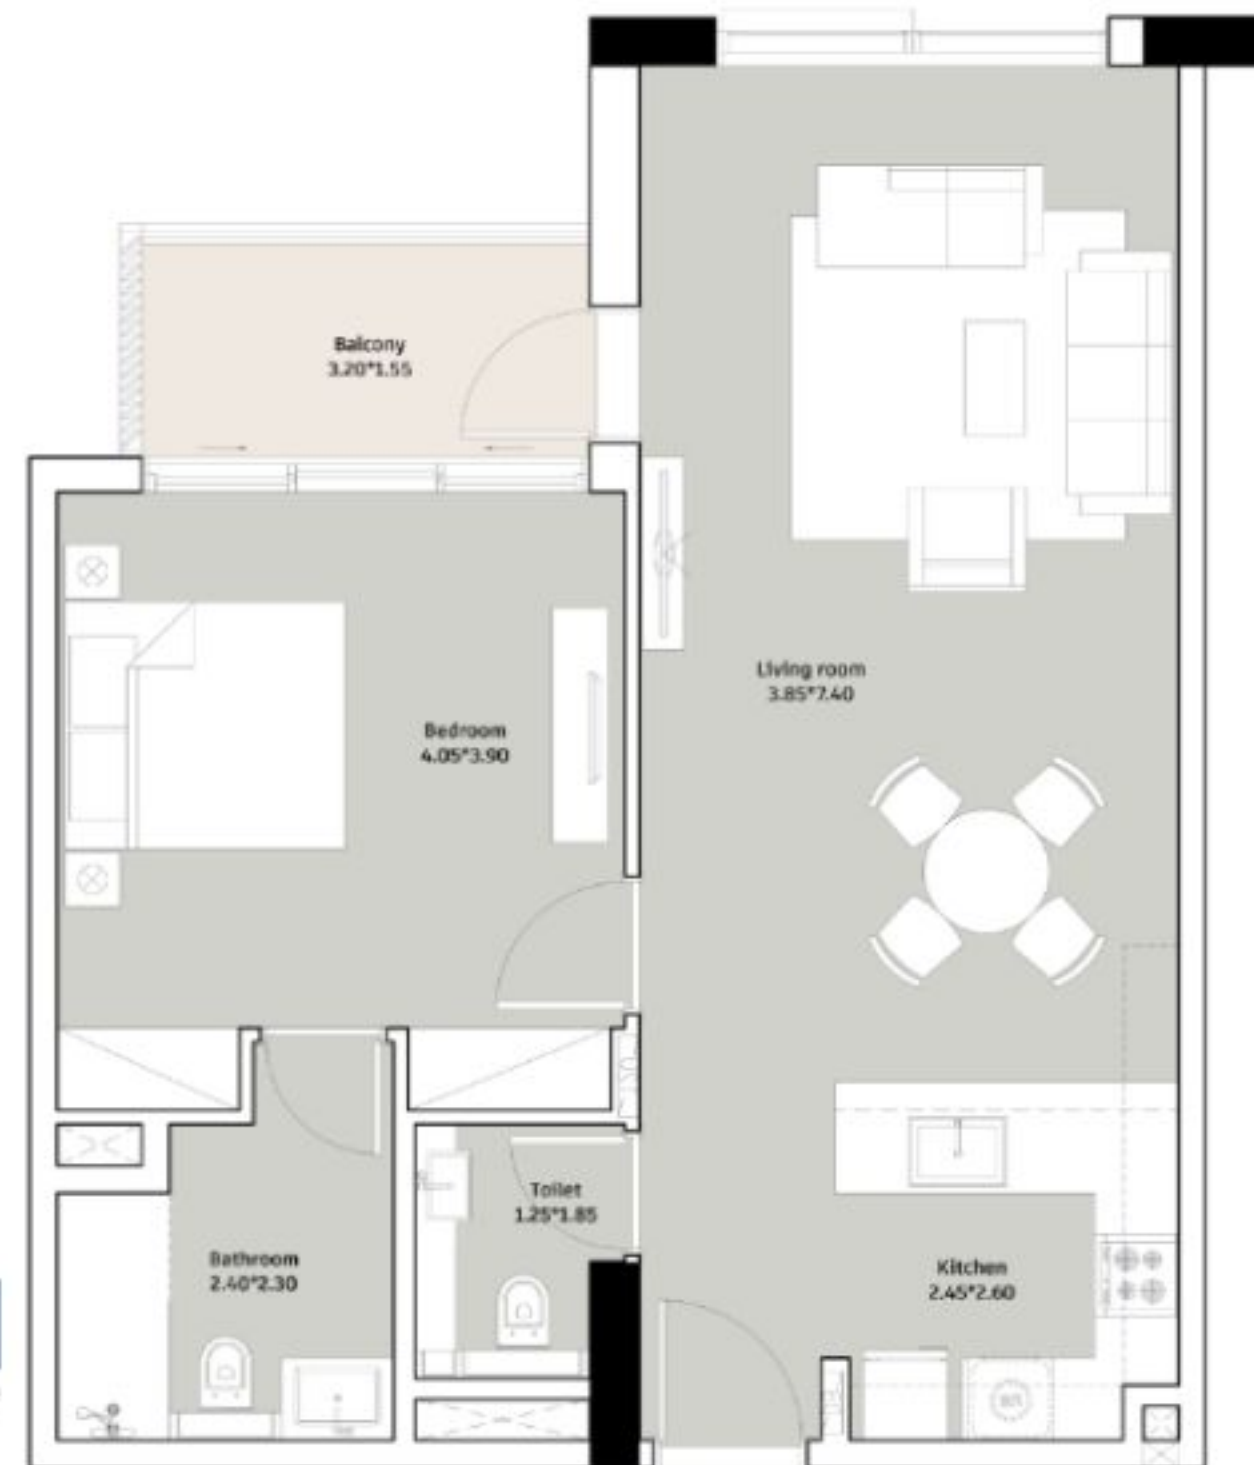 Balcony
3.20*1.55
Living room
3.85*7.40
Bedroom
4.05*3.90
Toilet
1.25*1.85
Bathroom
2.40*2.30
Kitchen
2.45*2.60